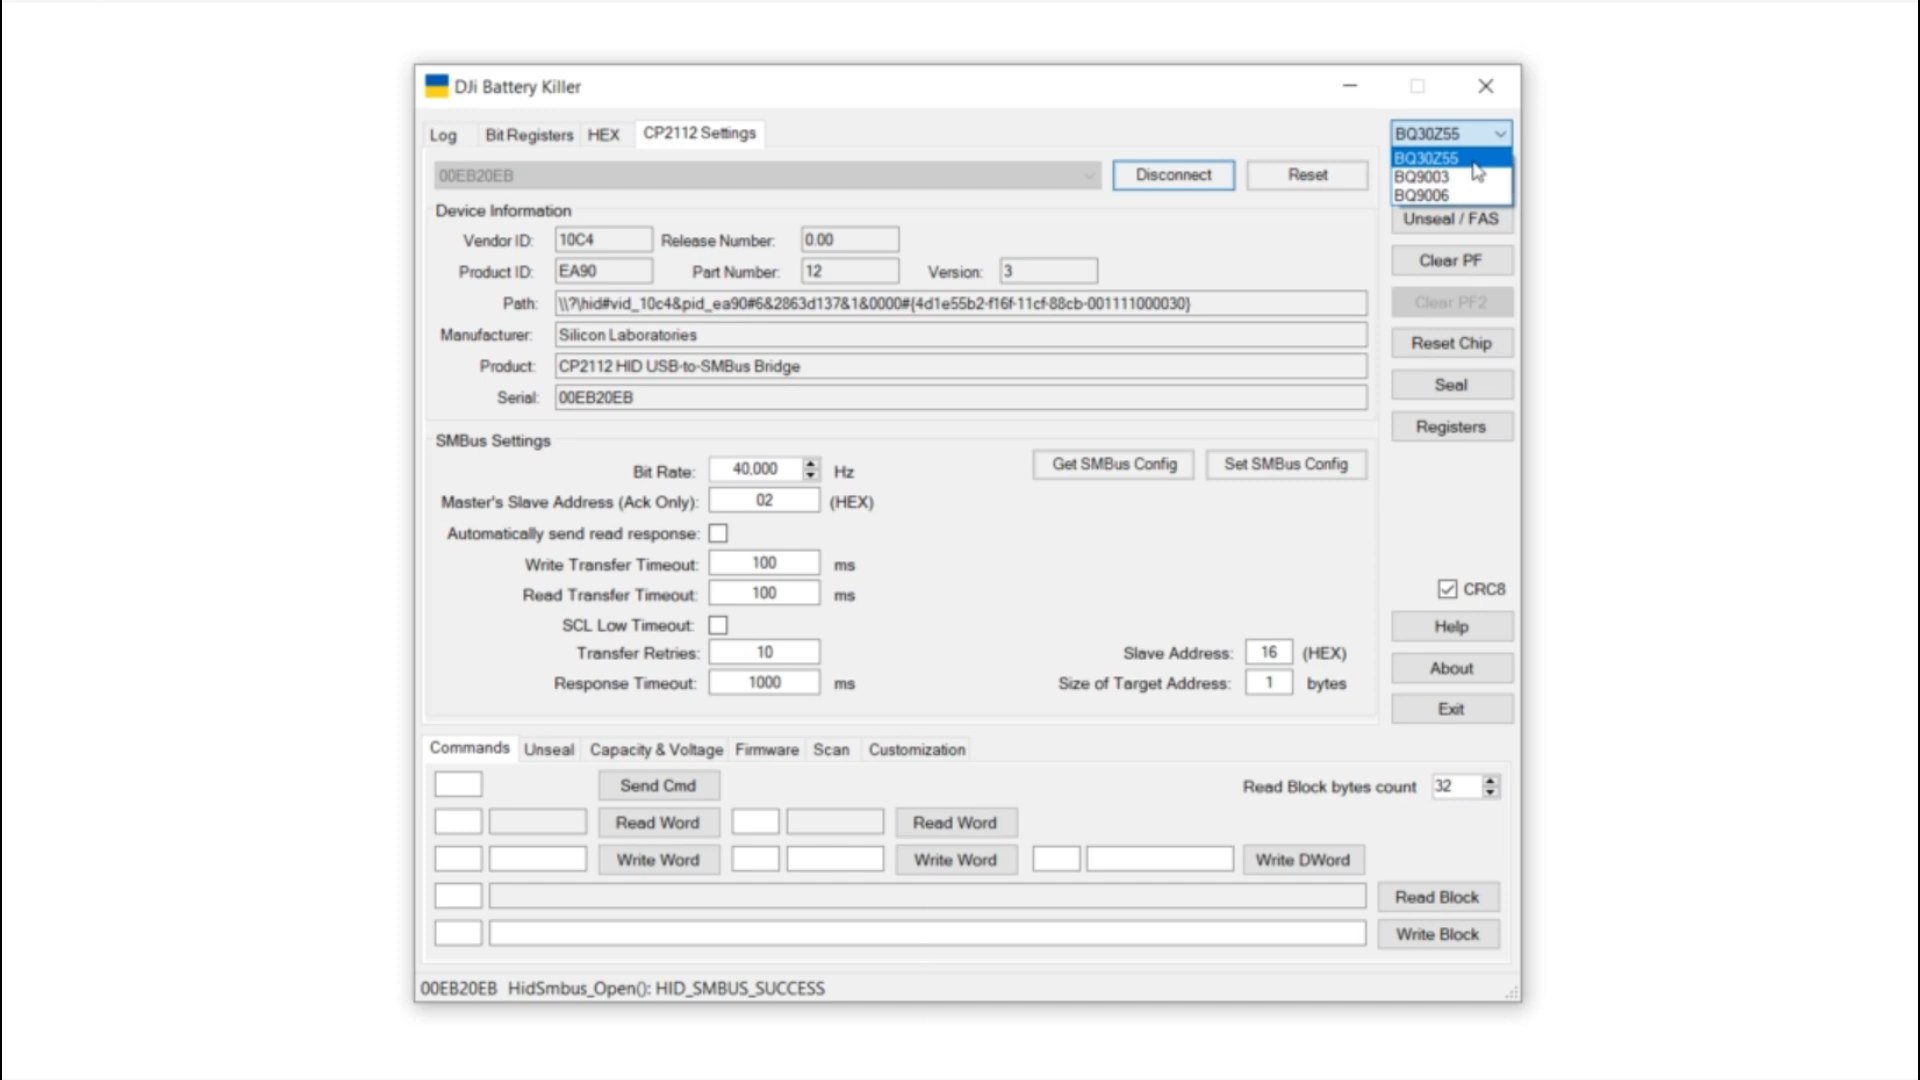 DJi Battery Killer
Log Bit Registers HEX CP2112 Settings
BQ30Z55
BQ30Z55
BQ9003
BQ9006
00EB20EB Disconnect Reset
Device Information
Vendor ID: 10C4 Release Number: 0.00
Product ID: EA90 Part Number: 12 Version: 3
Path: \\?\hid#vid_10c4&pid_ea90#6&2863d137&1&0000#{4d1e55b2-f16f-11cf-88cb-001111000030}
Manufacturer: Silicon Laboratories
Product: CP2112 HID USB-to-SMBus Bridge
Serial: 00EB20EB
Unseal / FAS
Clear PF
Clear PF2
Reset Chip
Seal
Registers
SMBus Settings
Bit Rate: 40,000 Hz Get SMBus Config Set SMBus Config
Master's Slave Address (Ack Only): 02 (HEX)
Automatically send read response:
Write Transfer Timeout: 100 ms
Read Transfer Timeout: 100 ms
SCL Low Timeout:
Transfer Retries: 10 Slave Address: 16 (HEX)
Response Timeout: 1000 ms Size of Target Address: 1 bytes
CRC8
Help
About
Exit
Commands Unseal Capacity & Voltage Firmware Scan Customization
Send Cmd Read Block bytes count 32
Read Word Read Word
Write Word Write Word Write DWord
Read Block
Write Block
00EB20EB HidSmbus_Open(): HID_SMBUS_SUCCESS